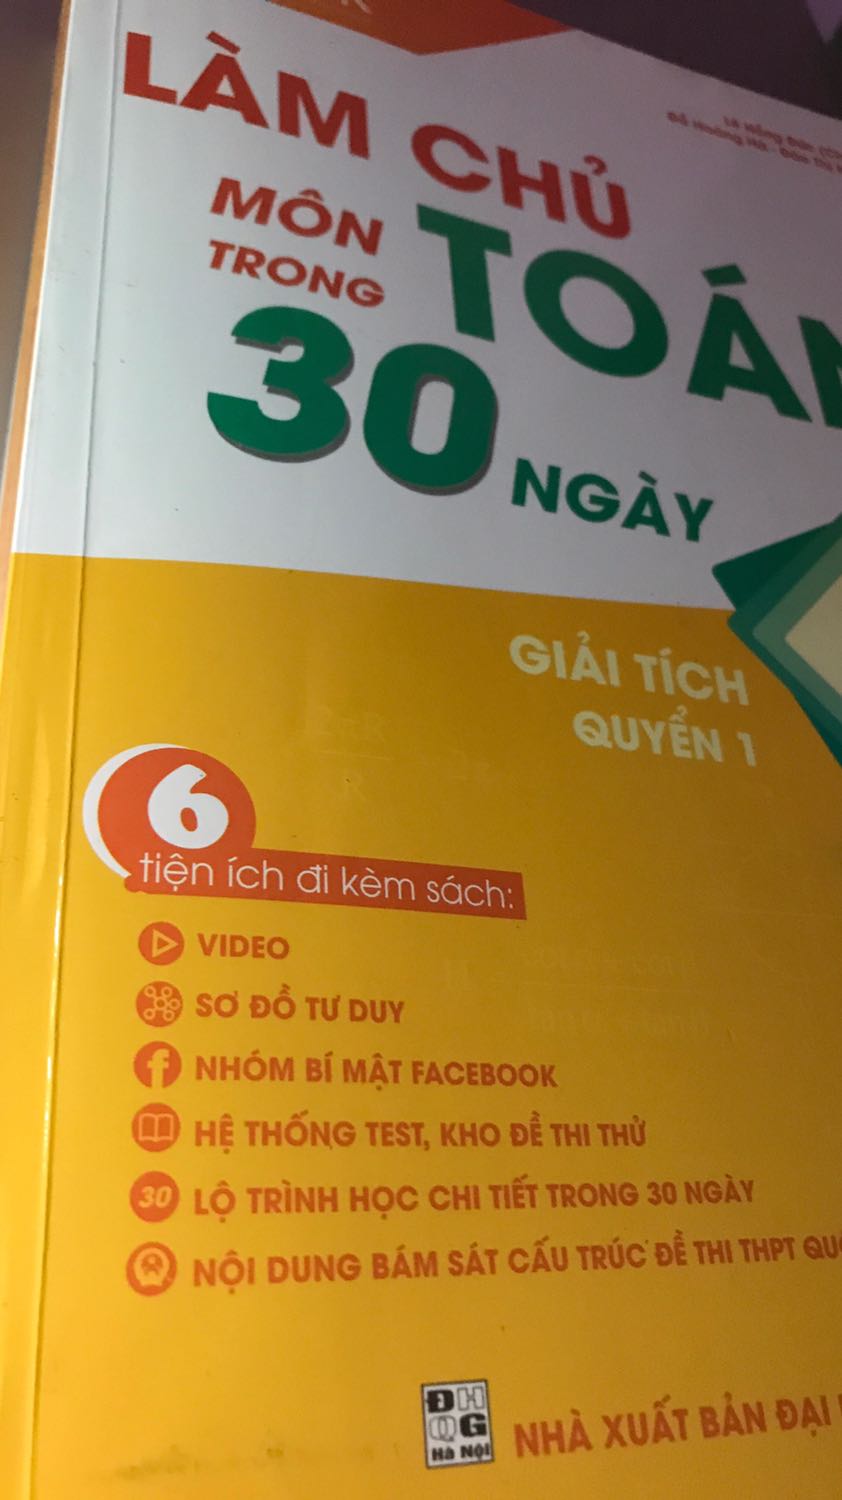 LÀM CHỦ
MÔN TOÁN
TRONG
30 NGÀY
GIẢI TÍCH
QUYỂN 1
6
tiện ích đi kèm sách:
VIDEO
SƠ ĐỒ TƯ DUY
NHÓM BÍ MẬT FACEBOOK
HỆ THỐNG TEST, KHO ĐỀ THI THỬ
30 LỘ TRÌNH HỌC CHI TIẾT TRONG 30 NGÀY
NỘI DUNG BÁM SÁT CẤU TRÚC ĐỀ THI THPT
ĐHQG
Hà Nội
NHÀ XUẤT BẢN ĐẠI